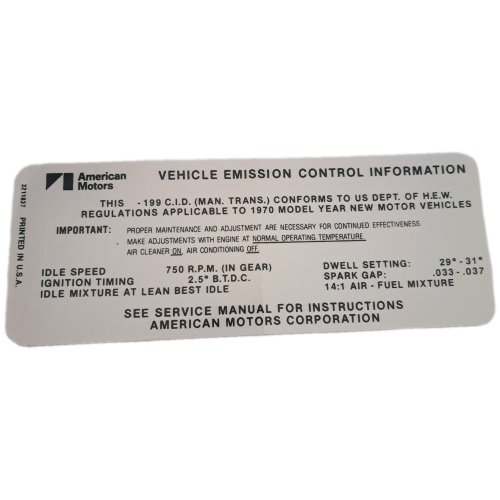 American
Motors
VEHICLE EMISSION CONTROL INFORMATION
THIS - 199 C.I.D. (MAN. TRANS.) CONFORMS TO US DEPT. OF H.E.W.
REGULATIONS APPLICABLE TO 1970 MODEL YEAR NEW MOTOR VEHICLES
IMPORTANT: PROPER MAINTENANCE AND ADJUSTMENT ARE NECESSARY FOR CONTINUED EFFECTIVENESS
MAKE ADJUSTMENTS WITH ENGINE AT NORMAL OPERATING TEMPERATURE
AIR CLEANER ON, AIR CONDITIONING OFF.
IDLE SPEED 750 R.P.M. (IN GEAR) DWELL SETTING: 29° - 31°
IGNITION TIMING 2.5° B.T.D.C. SPARK GAP: .033 - .037
IDLE MIXTURE AT LEAN BEST IDLE 14:1 AIR - FUEL MIXTURE
SEE SERVICE MANUAL FOR INSTRUCTIONS
AMERICAN MOTORS CORPORATION
3211837 PRINTED IN U.S.A.